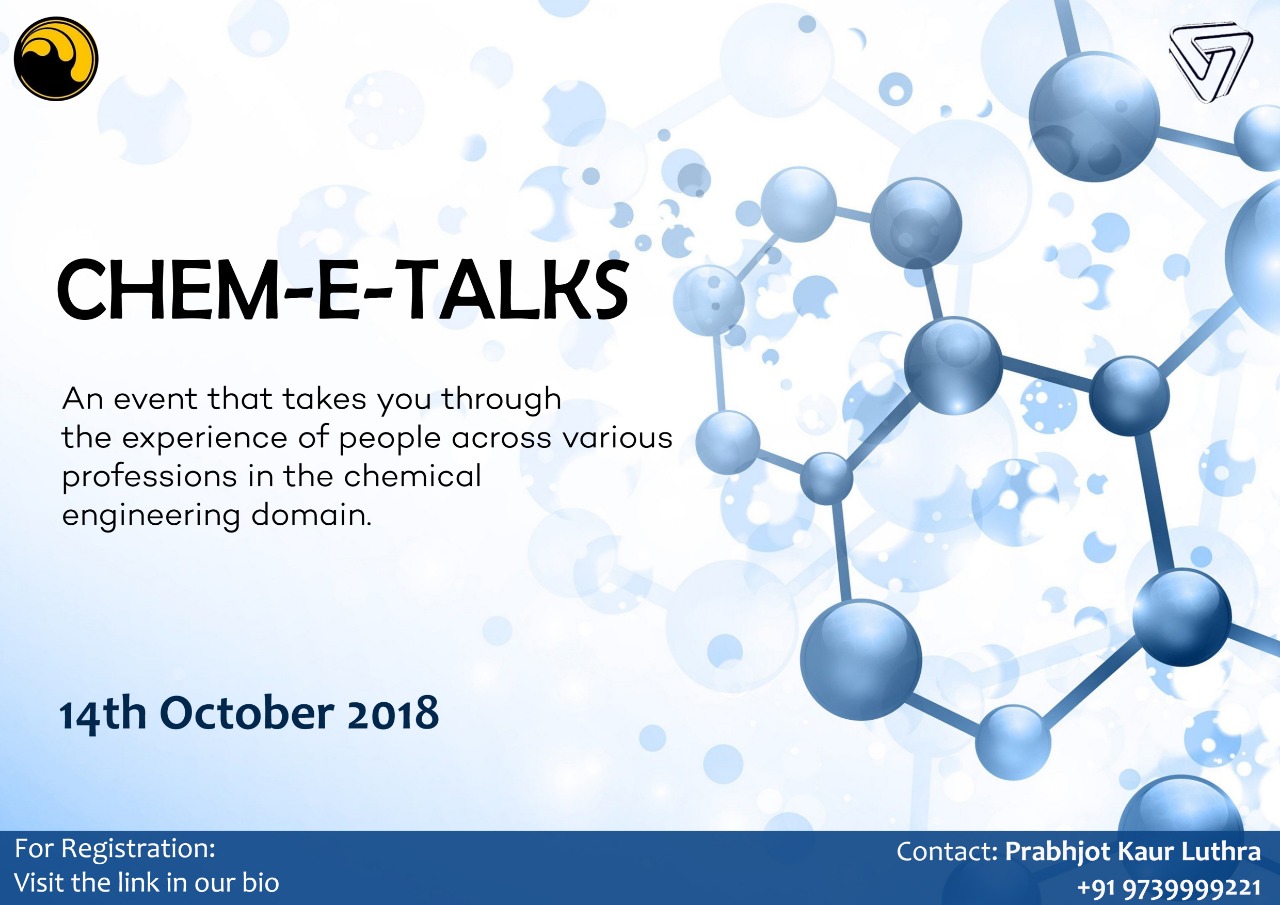 CHEM-E-TALKS
An event that takes you through
the experience of people across various
professions in the chemical
engineering domain.
14th October 2018
For Registration:
Visit the link in our bio
Contact: Prabhjot Kaur Luthra
+91 9739999221